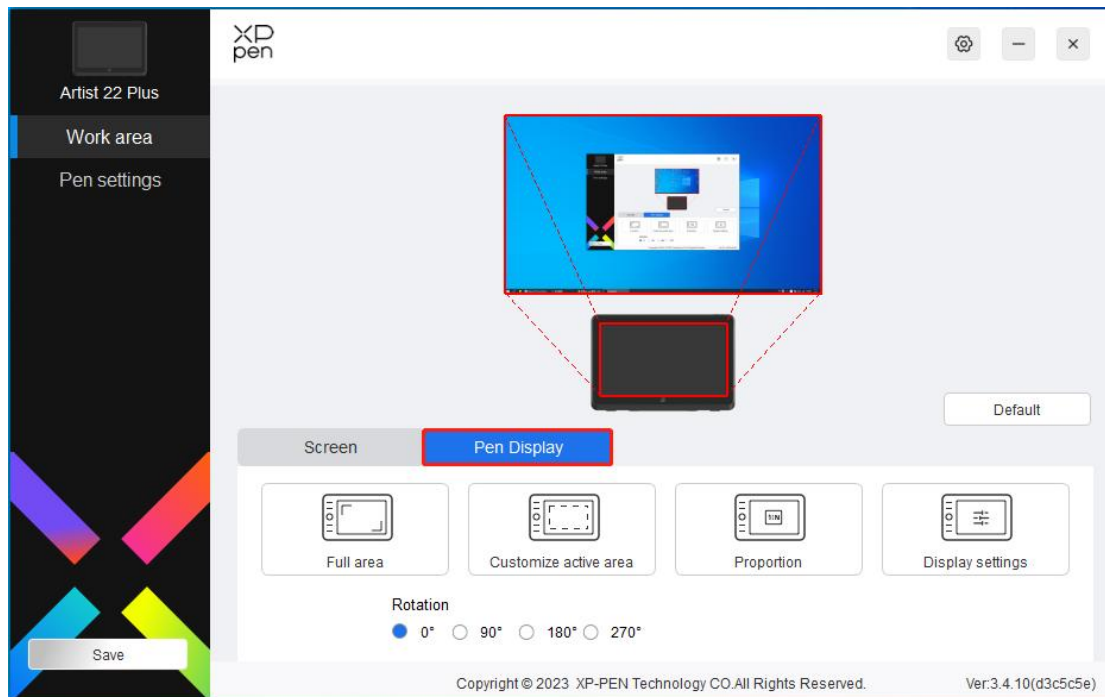 XP
pen
Artist 22 Plus
Work area
Pen settings
Default
Screen
Pen Display
Full area
Customize active area
Proportion
Display settings
Rotation
0° 90° 180° 270°
Save
Copyright © 2023 XP-PEN Technology CO.All Rights Reserved.
Ver:3.4.10(d3c5c5e)